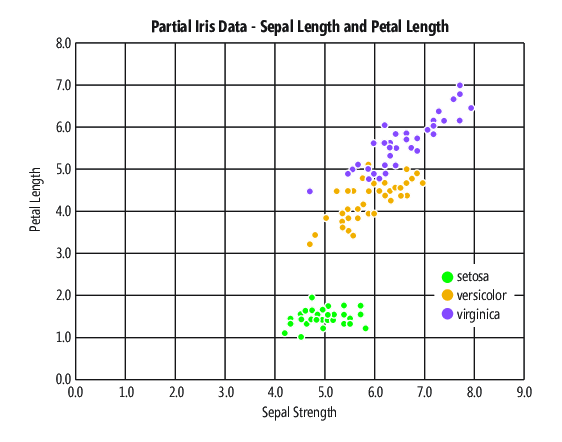 Partial Iris Data - Sepal Length and Petal Length
8.0
7.0
6.0
5.0
4.0
3.0
2.0
1.0
0.0
Petal Length
setosa
versicolor
virginica
0.0 1.0 2.0 3.0 4.0 5.0 6.0 7.0 8.0 9.0
Sepal Strength